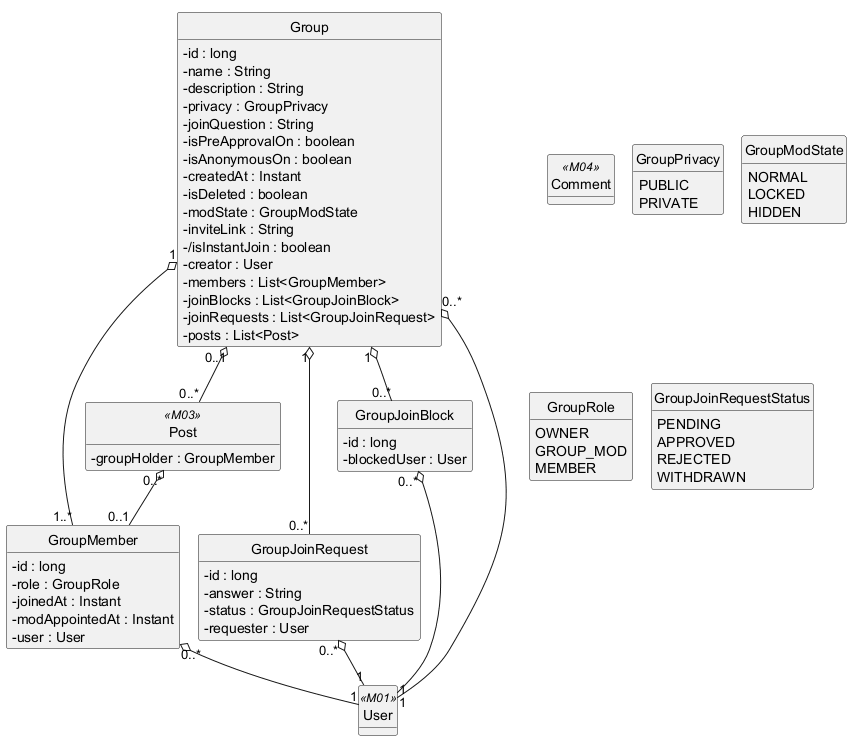 Group
-id : long
-name : String
-description : String
-privacy : GroupPrivacy
-joinQuestion : String
-isPreApprovalOn : boolean
-isAnonymousOn : boolean
-createdAt : Instant
-isDeleted : boolean
-modState : GroupModState
-inviteLink : String
-/isInstantJoin : boolean
-creator : User
-members : List<GroupMember>
-joinBlocks : List<GroupJoinBlock>
-joinRequests : List<GroupJoinRequest>
-posts : List<Post>
«M04»
Comment
GroupPrivacy
PUBLIC
PRIVATE
GroupModState
NORMAL
LOCKED
HIDDEN
1
0..*
0..1
1
1
0..*
0..*
«M03»
Post
-groupHolder : GroupMember
GroupJoinBlock
-id : long
-blockedUser : User
GroupRole
OWNER
GROUP_MOD
MEMBER
GroupJoinRequestStatus
PENDING
APPROVED
REJECTED
WITHDRAWN
0..*
0..*
1..*
0..1
0..*
GroupMember
-id : long
-role : GroupRole
-joinedAt : Instant
-modAppointedAt : Instant
-user : User
GroupJoinRequest
-id : long
-answer : String
-status : GroupJoinRequestStatus
-requester : User
0..*
0..*
1
1
1
1
«M01»
User